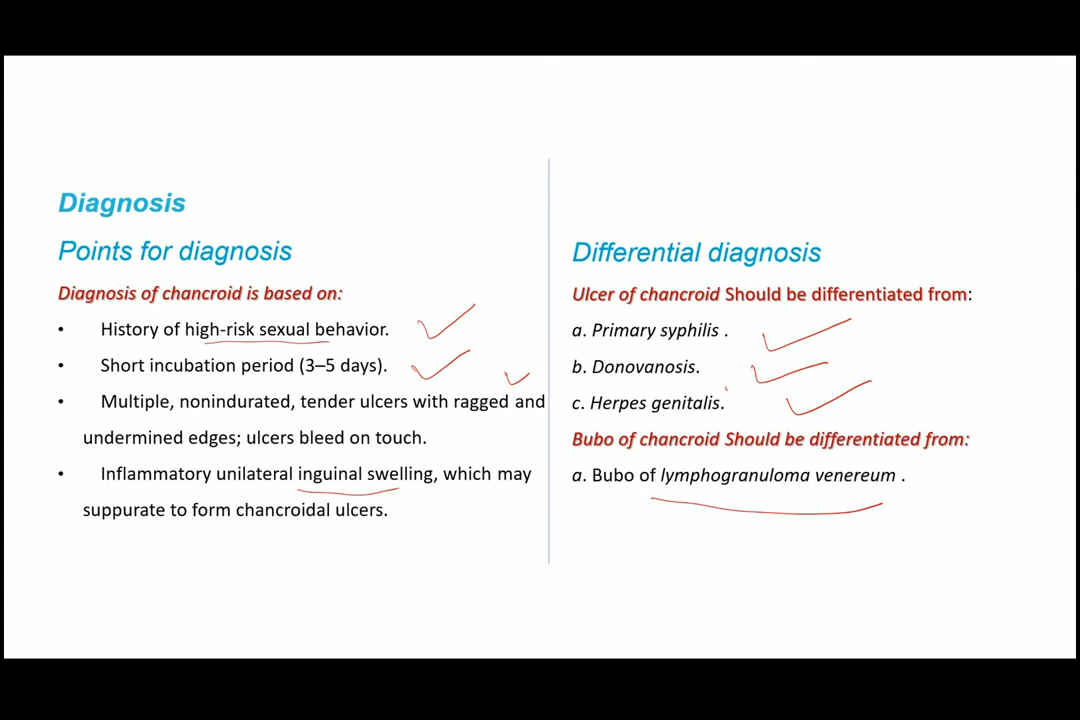 Diagnosis
Points for diagnosis
Diagnosis of chancroid is based on:
• History of high-risk sexual behavior.
• Short incubation period (3–5 days).
• Multiple, nonindurated, tender ulcers with ragged and
undermined edges; ulcers bleed on touch.
• Inflammatory unilateral inguinal swelling, which may
suppurate to form chancroidal ulcers.
Differential diagnosis
Ulcer of chancroid Should be differentiated from:
a. Primary syphilis .
b. Donovanosis.
c. Herpes genitalis.
Bubo of chancroid Should be differentiated from:
a. Bubo of lymphogranuloma venereum .